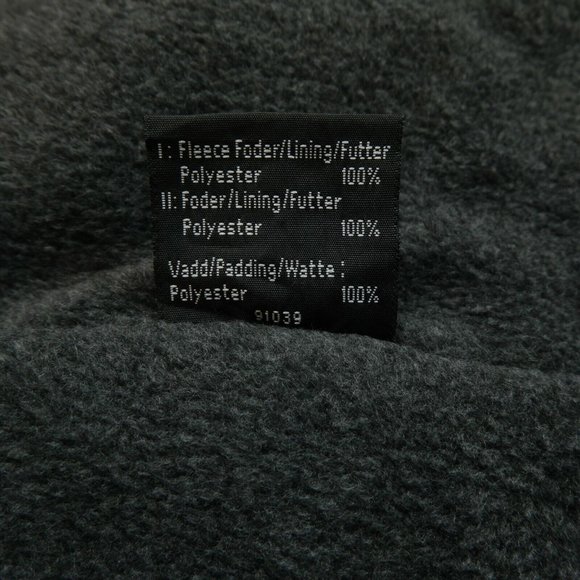 I: Fleece Foder/Lining/Futter
Polyester 100%
II: Foder/Lining/Futter
Polyester 100%
Vadd/Padding/Watte:
Polyester 100%
91039